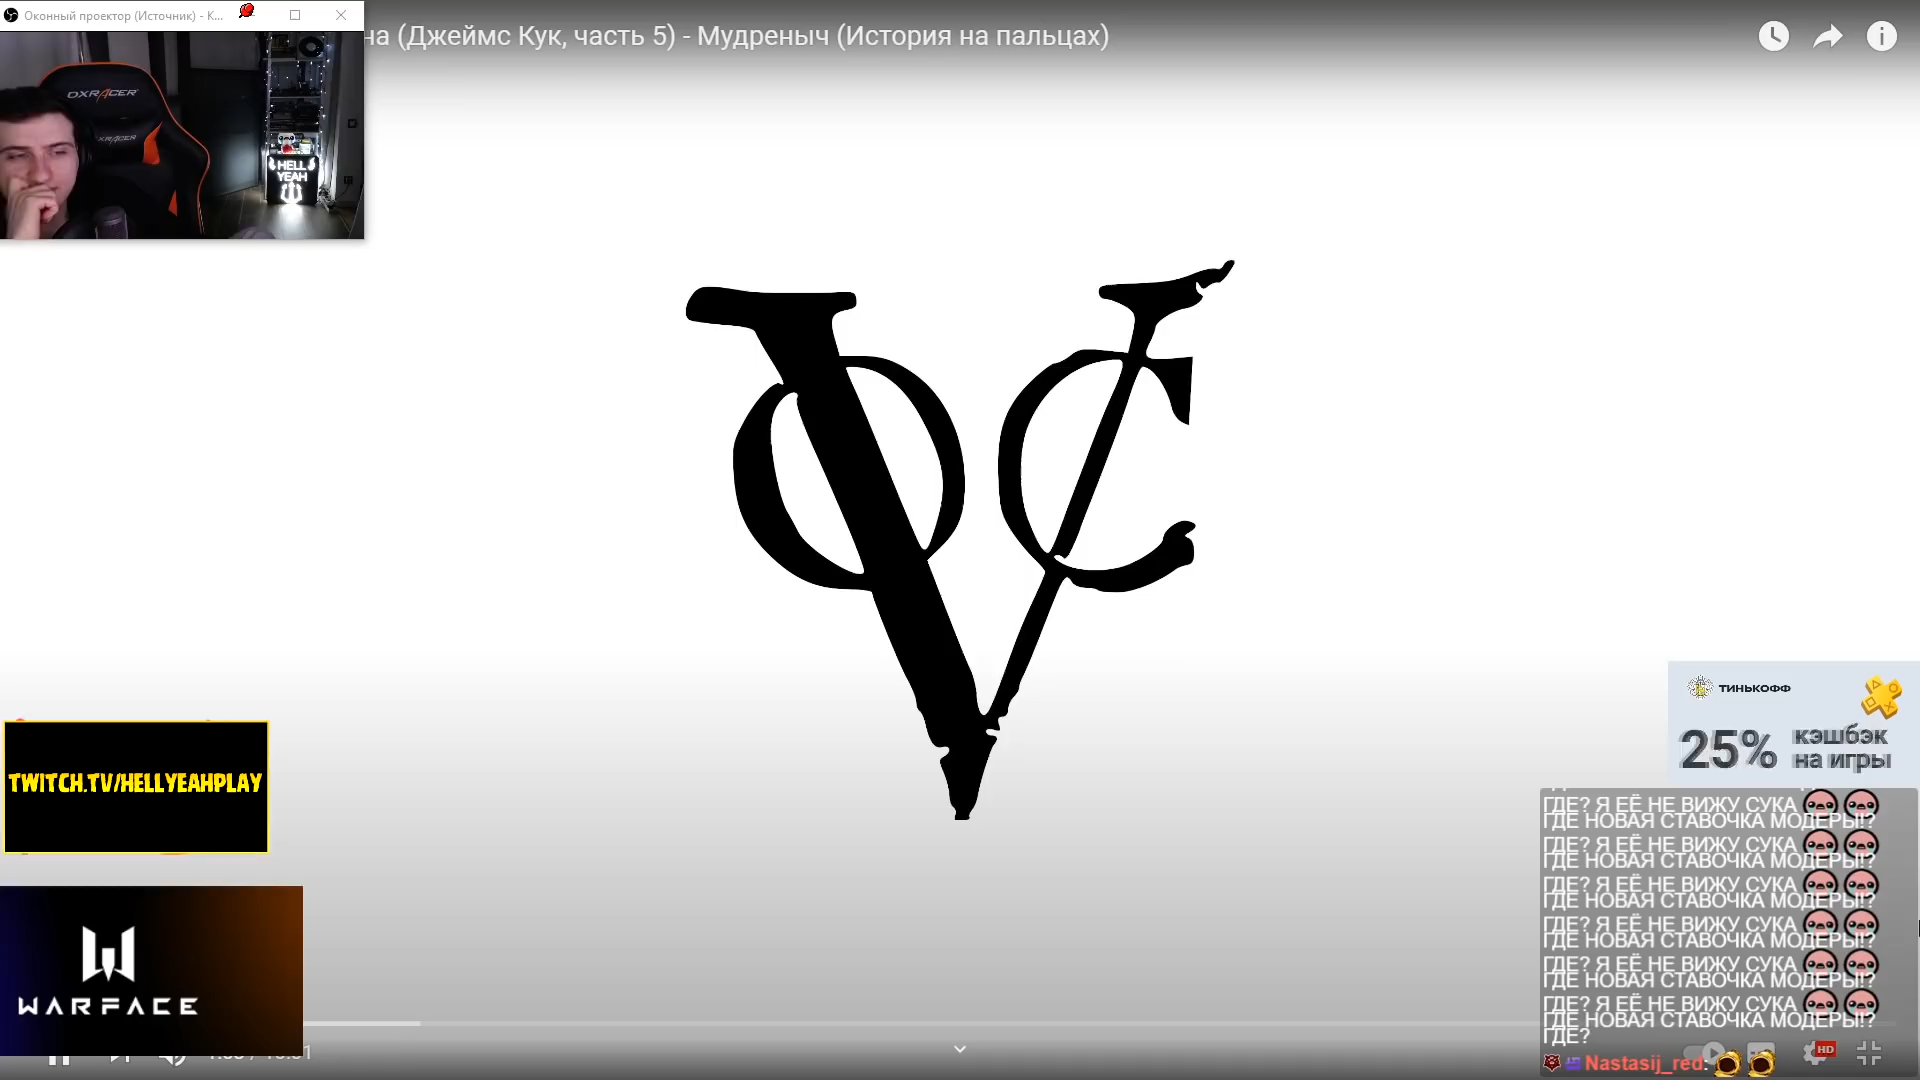 Оконный проектор (Источник) - К...
на (Джеймс Кук, часть 5) - Мудреныч (История на пальцах)
OXRACER
HELL
YEAH
VOC
TWITCH.TV/HELLYEAHPLAY
WARFACE
ТИНЬКОФФ
25% кэшбэк
на игры
ГДЕ? Я ЕЁ НЕ ВИЖУ СУКА
ГДЕ НОВАЯ СТАВОЧКА МОДЕРЫ!?
ГДЕ? Я ЕЁ НЕ ВИЖУ СУКА
ГДЕ НОВАЯ СТАВОЧКА МОДЕРЫ!?
ГДЕ? Я ЕЁ НЕ ВИЖУ СУКА
ГДЕ НОВАЯ СТАВОЧКА МОДЕРЫ!?
ГДЕ? Я ЕЁ НЕ ВИЖУ СУКА
ГДЕ НОВАЯ СТАВОЧКА МОДЕРЫ!?
ГДЕ? Я ЕЁ НЕ ВИЖУ СУКА
ГДЕ НОВАЯ СТАВОЧКА МОДЕРЫ!?
ГДЕ? Я ЕЁ НЕ ВИЖУ СУКА
ГДЕ НОВАЯ СТАВОЧКА МОДЕРЫ!?
ГДЕ?
Nastasij_red:
HD